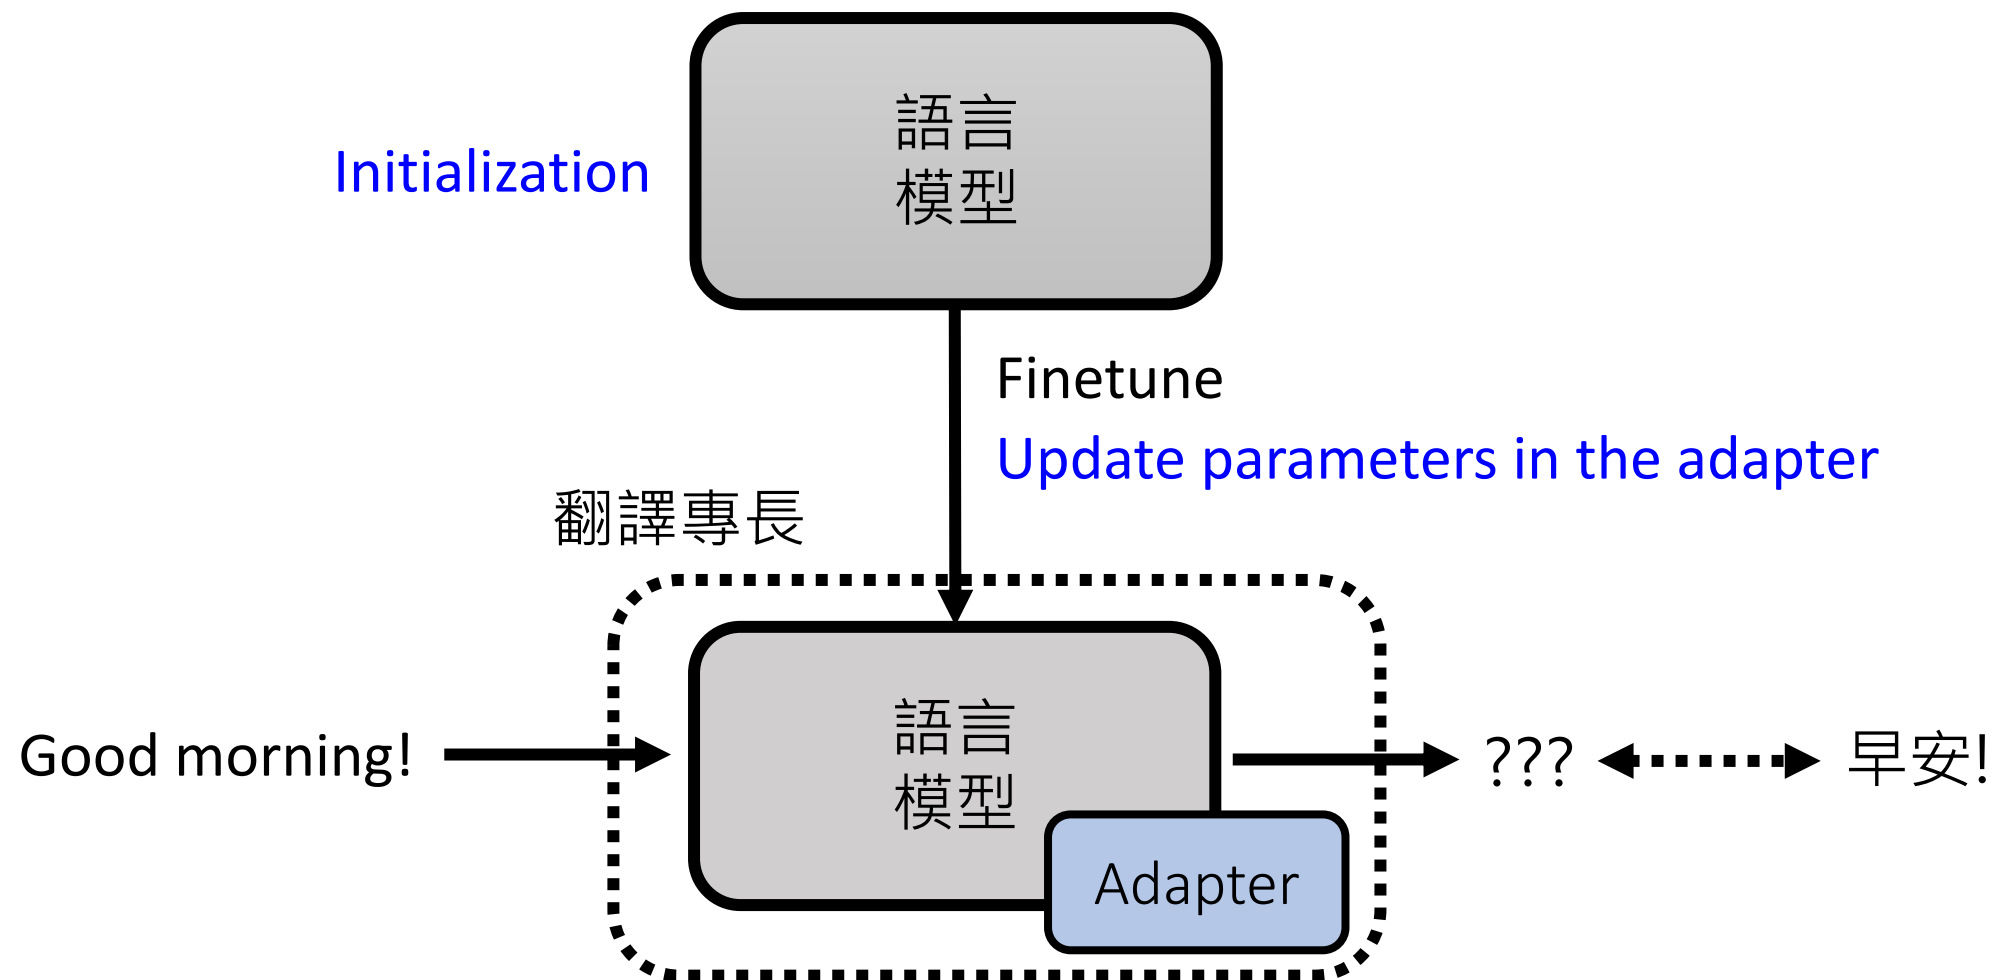 語言
模型
Initialization
Finetune
Update parameters in the adapter
翻譯專長
Good morning!
語言
模型
Adapter
???
早安!